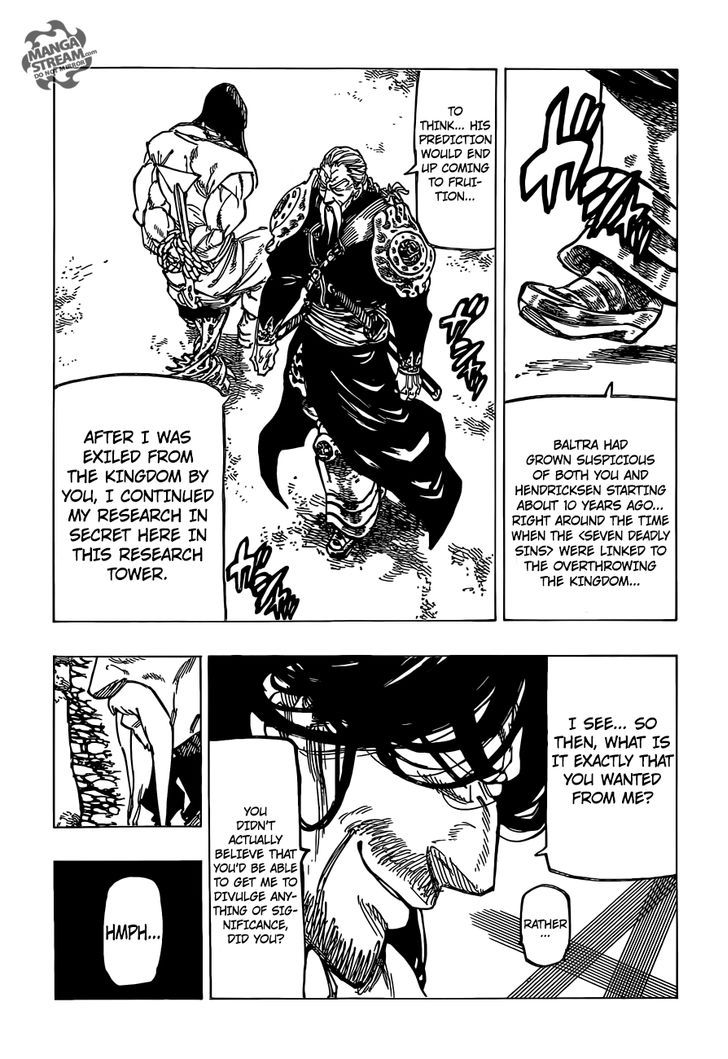 MANGA
STREAM.com
DO NOT MIRROR!
BALTRA HAD
GROWN SUSPICIOUS
OF BOTH YOU AND
HENDRICKSEN STARTING
ABOUT 10 YEARS AGO...
RIGHT AROUND THE TIME
WHEN THE <SEVEN DEADLY
SINS> WERE LINKED TO
THE OVERTHROWING
THE KINGDOM...
TO
THINK... HIS
PREDICTION
WOULD END
UP COMING
TO FRUI-
TION...
AFTER I WAS
EXILED FROM
THE KINGDOM BY
YOU, I CONTINUED
MY RESEARCH IN
SECRET HERE IN
THIS RESEARCH
TOWER.
I SEE... SO
THEN, WHAT IS
IT EXACTLY THAT
YOU WANTED
FROM ME?
RATHER
...
YOU
DIDN'T
ACTUALLY
BELIEVE THAT
YOU'D BE ABLE
TO GET ME TO
DIVULGE ANY-
THING OF SIG-
NIFICANCE,
DID YOU?
HMPH...